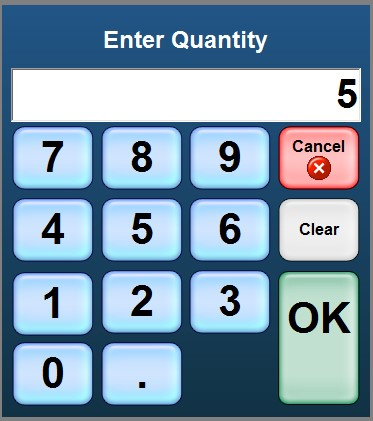 Enter Quantity
5
7 8 9 Cancel
4 5 6 Clear
1 2 3 OK
0 .